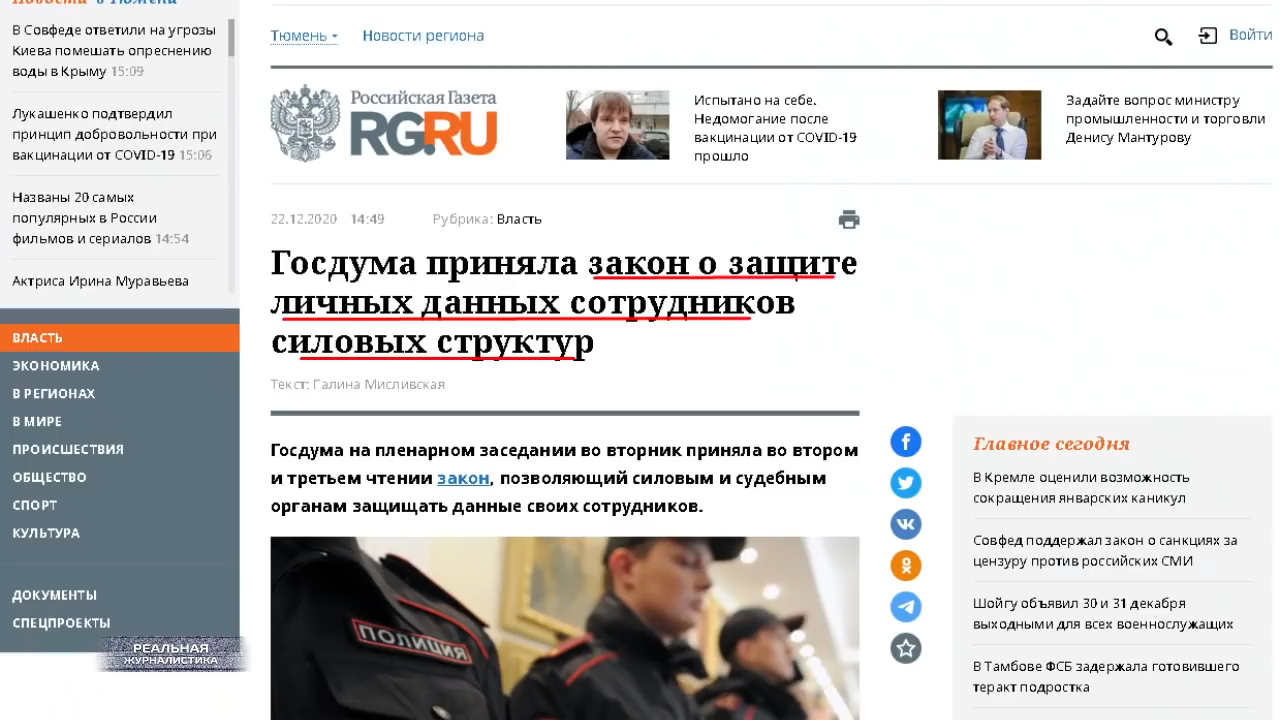 Новости в Тюмени
В Совфеде ответили на угрозы
Киева помешать опреснению
воды в Крыму 15:09
Лукашенко подтвердил
принцип добровольности при
вакцинации от COVID-19 15:06
Названы 20 самых
популярных в России
фильмов и сериалов 14:54
Актриса Ирина Муравьева
ВЛАСТЬ
ЭКОНОМИКА
В РЕГИОНАХ
В МИРЕ
ПРОИСШЕСТВИЯ
ОБЩЕСТВО
СПОРТ
КУЛЬТУРА
ДОКУМЕНТЫ
СПЕЦПРОЕКТЫ
РЕАЛЬНАЯ
ЖУРНАЛИСТИКА
Тюмень
Новости региона
Войти
Российская Газета
RG.RU
Испытано на себе.
Недомогание после
вакцинации от COVID-19
прошло
Задайте вопрос министру
промышленности и торговли
Денису Мантурову
22.12.2020 14:49 Рубрика: Власть
Госдума приняла закон о защите
личных данных сотрудников
силовых структур
Текст: Галина Мисливская
Госдума на пленарном заседании во вторник приняла во втором
и третьем чтении закон, позволяющий силовым и судебным
органам защищать данные своих сотрудников.
ПОЛИЦИЯ
Главное сегодня
В Кремле оценили возможность
сокращения январских каникул
Совфед поддержал закон о санкциях за
цензуру против российских СМИ
Шойгу объявил 30 и 31 декабря
выходными для всех военнослужащих
В Тамбове ФСБ задержала готовившего
теракт подростка